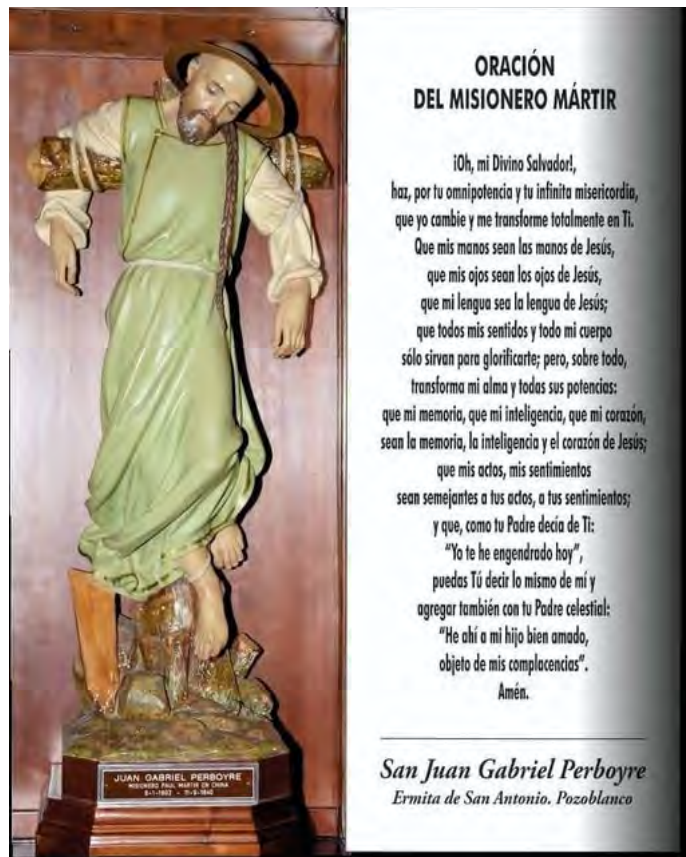 JUAN GABRIEL PERBOYRE
MISIONERO PAUL MARTIR EN CHINA
6-1-1802 - 11-9-1840
ORACIÓN
DEL MISIONERO MÁRTIR
¡Oh, mi Divino Salvador!,
haz, por tu omnipotencia y tu infinita misericordia,
que yo cambie y me transforme totalmente en Ti.
Que mis manos sean las manos de Jesús,
que mis ojos sean los ojos de Jesús,
que mi lengua sea la lengua de Jesús;
que todos mis sentidos y todo mi cuerpo
sólo sirvan para glorificarte; pero, sobre todo,
transforma mi alma y todas sus potencias:
que mi memoria, que mi inteligencia, que mi corazón,
sean la memoria, la inteligencia y el corazón de Jesús;
que mis actos, mis sentimientos
sean semejantes a tus actos, a tus sentimientos;
y que, como tu Padre decía de Ti:
“Yo te he engendrado hoy”,
puedas Tú decir lo mismo de mí y
agregar también con tu Padre celestial:
“He ahí a mi hijo bien amado,
objeto de mis complacencias”.
Amén.
San Juan Gabriel Perboyre
Ermita de San Antonio. Pozoblanco